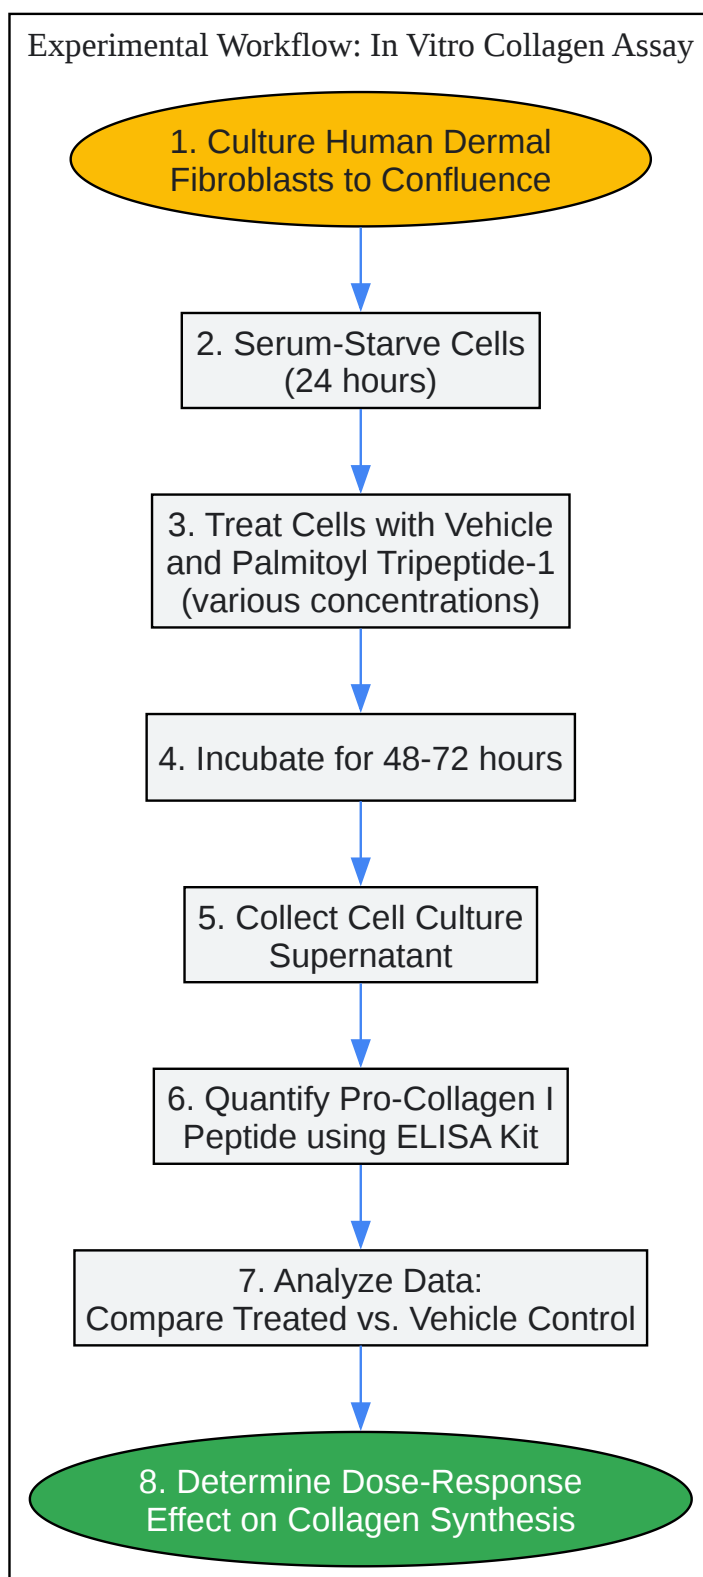 Experimental Workflow: In Vitro Collagen Assay
1. Culture Human Dermal
Fibroblasts to Confluence
2. Serum-Starve Cells
(24 hours)
3. Treat Cells with Vehicle
and Palmitoyl Tripeptide-1
(various concentrations)
4. Incubate for 48-72 hours
5. Collect Cell Culture
Supernatant
6. Quantify Pro-Collagen I
Peptide using ELISA Kit
7. Analyze Data:
Compare Treated vs. Vehicle Control
8. Determine Dose-Response
Effect on Collagen Synthesis